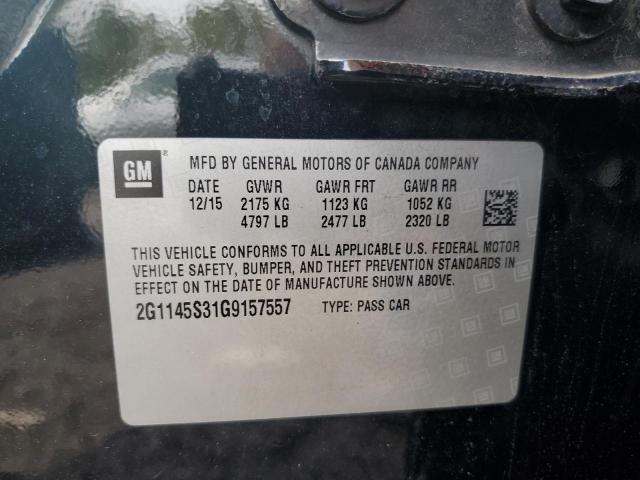 GM ®
MFD BY GENERAL MOTORS OF CANADA COMPANY
DATE GVWR GAWR FRT GAWR RR
12/15 2175 KG 1123 KG 1052 KG
4797 LB 2477 LB 2320 LB
THIS VEHICLE CONFORMS TO ALL APPLICABLE U.S. FEDERAL MOTOR
VEHICLE SAFETY, BUMPER, AND THEFT PREVENTION STANDARDS IN
EFFECT ON THE DATE OF MANUFACTURE SHOWN ABOVE.
2G1145S31G9157557 TYPE: PASS CAR